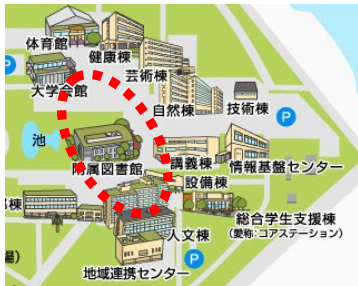 体育館
健康棟
芸術棟
P
大学会館
自然棟
技術棟
P
池
附属図書館
講義棟
情報基盤センター
設備棟
総合学生支援棟
(愛称:コアステーション)
人文棟
P
地域連携センター